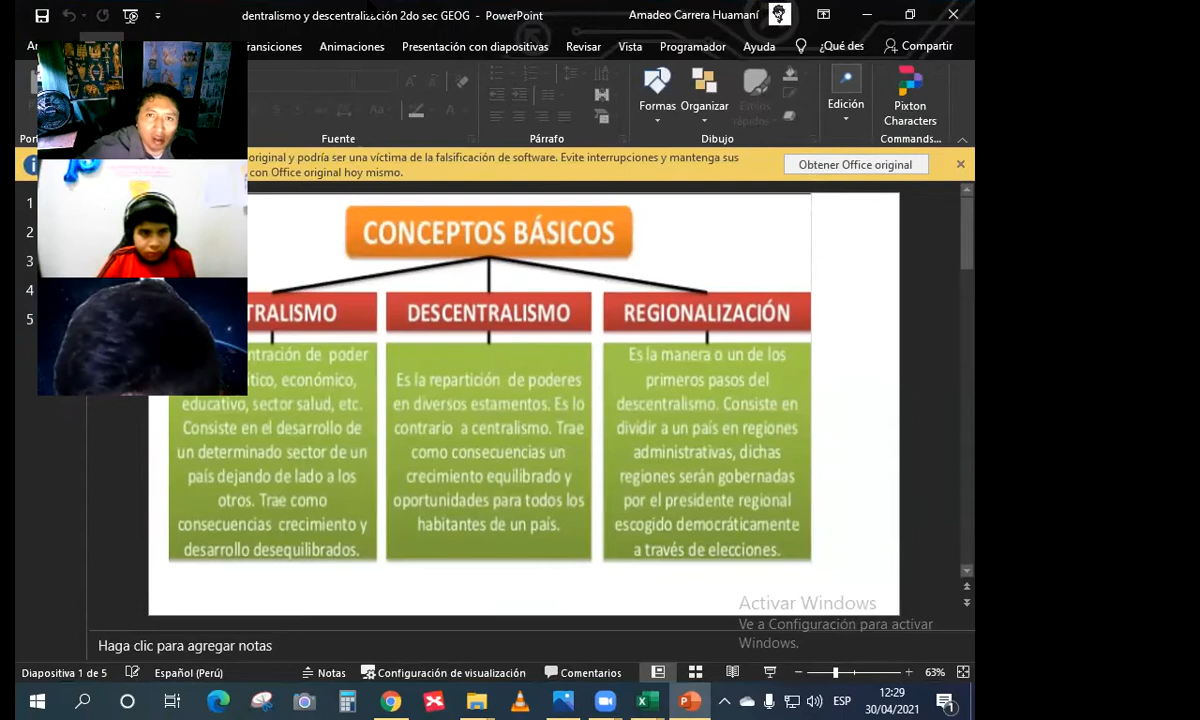 dentralismo y descentralización 2do sec GEOG - PowerPoint
Amadeo Carrera Huamaní
Animaciones
Presentación con diapositivas
Revisar
Vista
Programador
Ayuda
¿Qué des
Compartir
Formas
Organizar
Estilos
rápidos
Edición
Pixton
Characters
Fuente
Párrafo
Dibujo
Commands...
original y podría ser una víctima de la falsificación de software. Evite interrupciones y mantenga sus
con Office original hoy mismo.
Obtener Office original
1
2
3
4
5
CONCEPTOS BÁSICOS
TRALISMO
ntración de poder
ítico, económico,
educativo, sector salud, etc.
Consiste en el desarrollo de
un determinado sector de un
país dejando de lado a los
otros. Trae como
consecuencias crecimiento y
desarrollo desequilibrados.
DESCENTRALISMO
Es la repartición de poderes
en diversos estamentos. Es lo
contrario a centralismo. Trae
como consecuencias un
crecimiento equilibrado y
oportunidades para todos los
habitantes de un país.
REGIONALIZACIÓN
Es la manera o un de los
primeros pasos del
descentralismo. Consiste en
dividir a un país en regiones
administrativas, dichas
regiones serán gobernadas
por el presidente regional
escogido democráticamente
a través de elecciones.
Activar Windows
Ve a Configuración para activar
Windows.
Haga clic para agregar notas
Diapositiva 1 de 5
Español (Perú)
Notas
Configuración de visualización
Comentarios
63%
ESP
12:29
30/04/2021